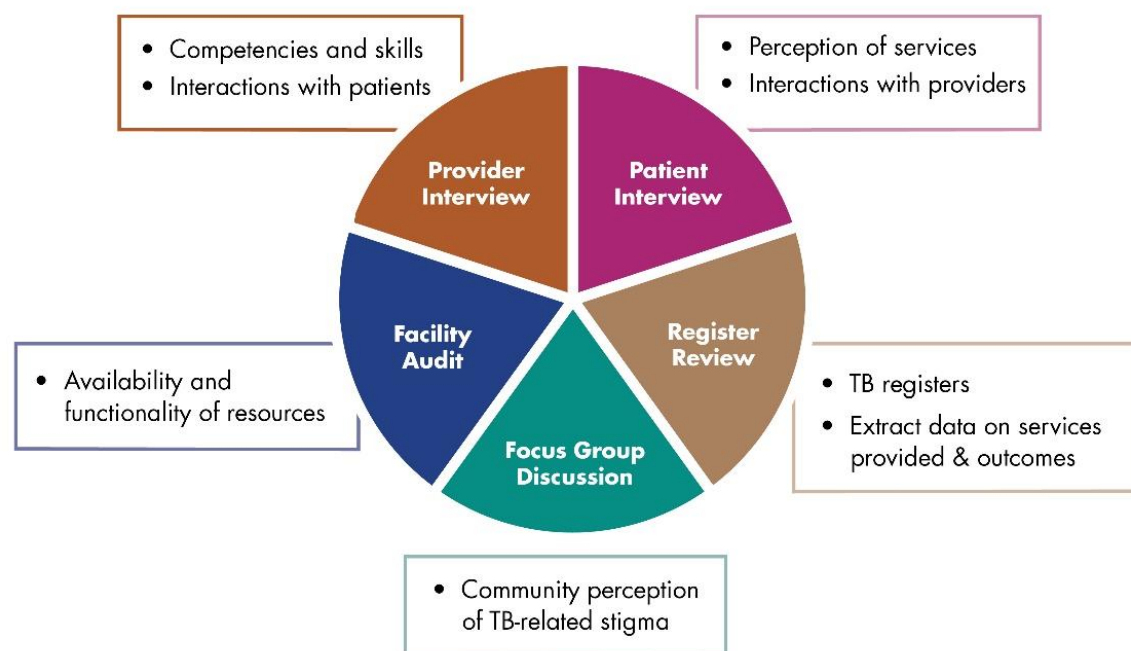 • Competencies and skills
• Interactions with patients
• Perception of services
• Interactions with providers
Provider
Interview
Patient
Interview
Facility
Audit
Register
Review
Focus Group
Discussion
• Availability and
functionality of resources
• TB registers
• Extract data on services
provided & outcomes
• Community perception
of TB-related stigma